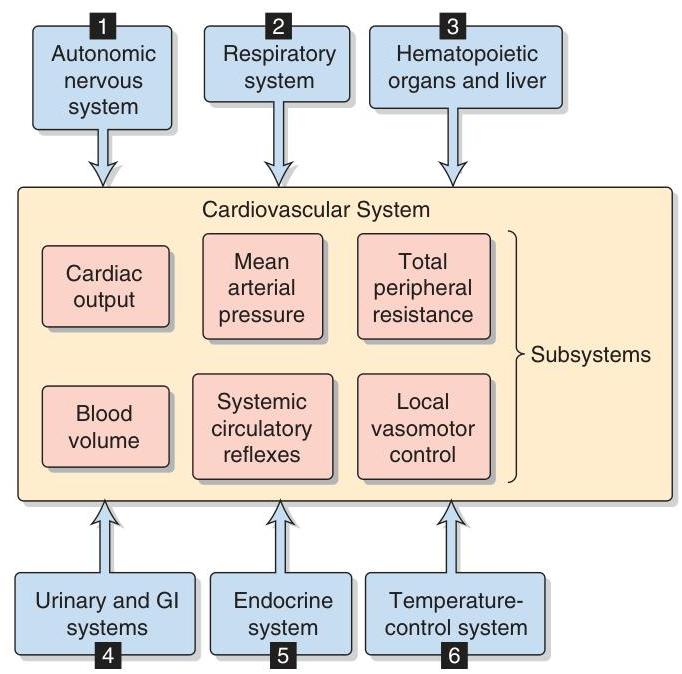 1
Autonomic
nervous
system
2
Respiratory
system
3
Hematopoietic
organs and liver
Cardiovascular System
Cardiac
output
Mean
arterial
pressure
Total
peripheral
resistance
Subsystems
Blood
volume
Systemic
circulatory
reflexes
Local
vasomotor
control
Urinary and GI
systems
4
Endocrine
system
5
Temperature-
control system
6